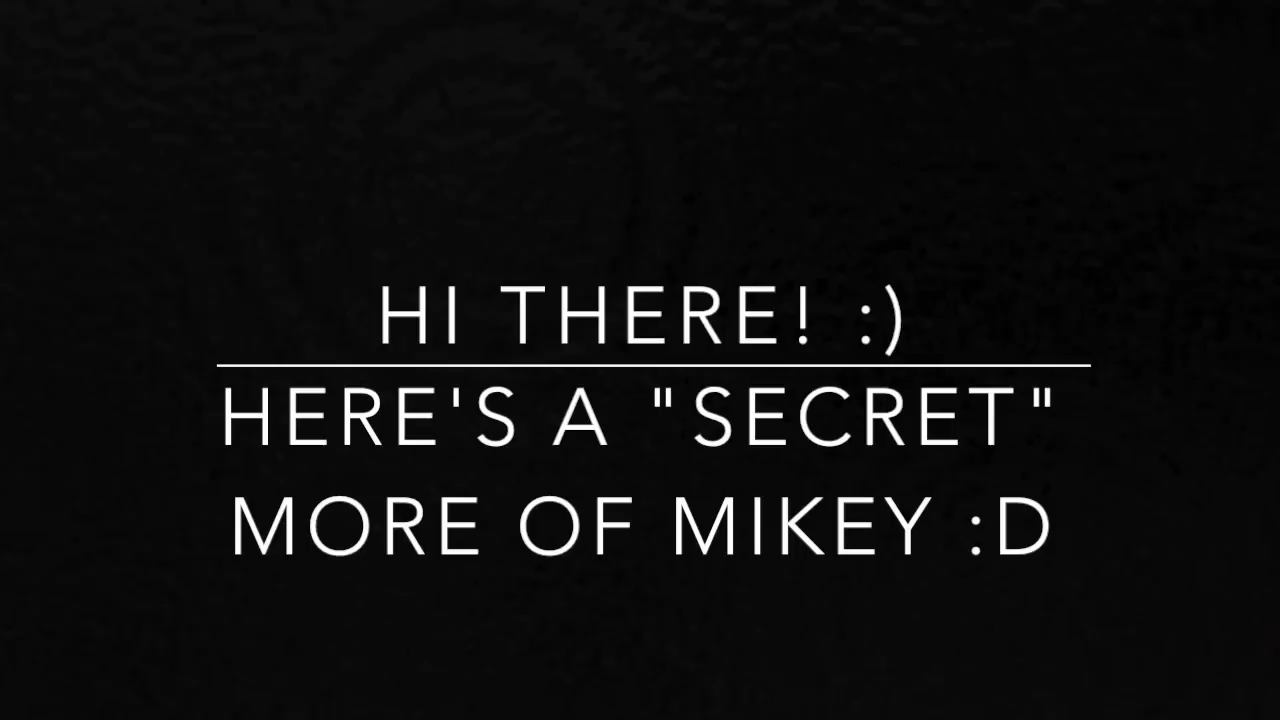 HI THERE! :)
HERE'S A "SECRET"
MORE OF MIKEY :D